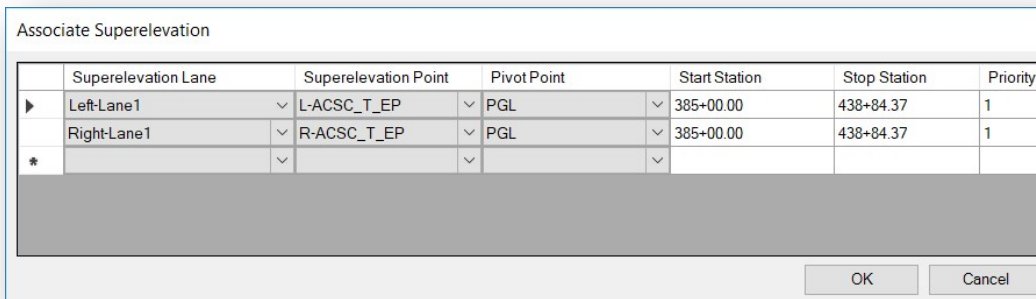 Associate Superelevation
Superelevation Lane Superelevation Point Pivot Point Start Station Stop Station Priority
Left-Lane1 L-ACSC_T_EP PGL 385+00.00 438+84.37 1
Right-Lane1 R-ACSC_T_EP PGL 385+00.00 438+84.37 1
*
OK Cancel